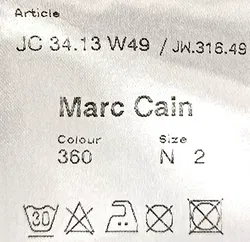 Article
JC 34.13 W49 / JW.316.49
Marc Cain
Colour Size
360 N 2
30